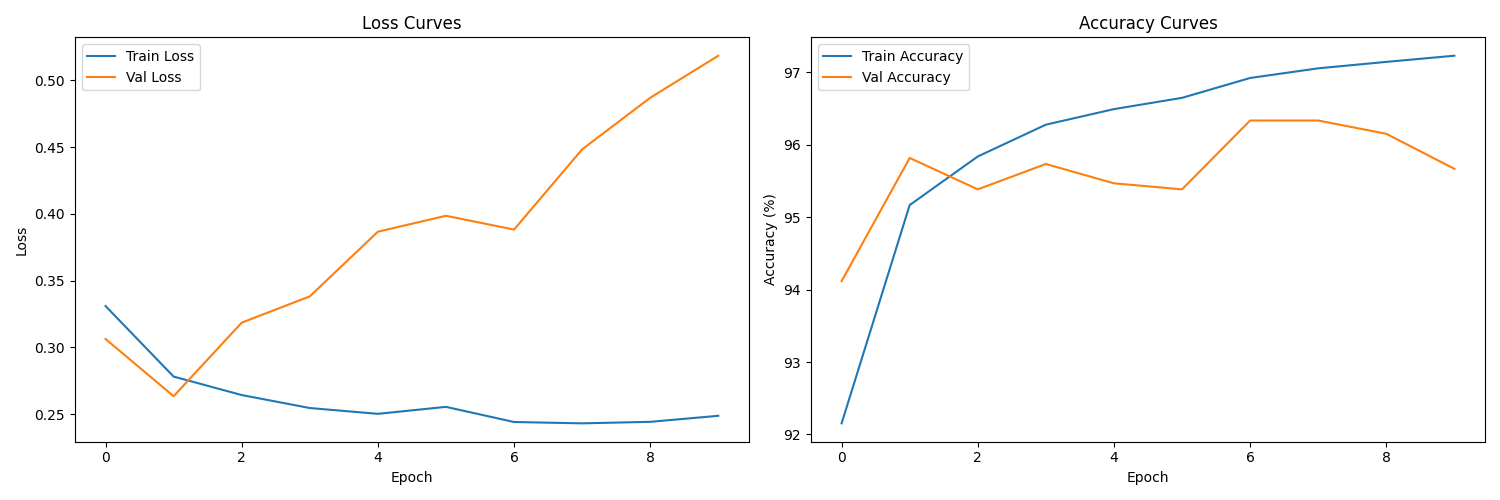 Loss Curves
Train Loss
Val Loss
0.50
0.45
0.40
0.35
0.30
0.25
Loss
0 2 4 6 8
Epoch
Accuracy Curves
Train Accuracy
Val Accuracy
97
96
95
94
93
92
Accuracy (%)
0 2 4 6 8
Epoch